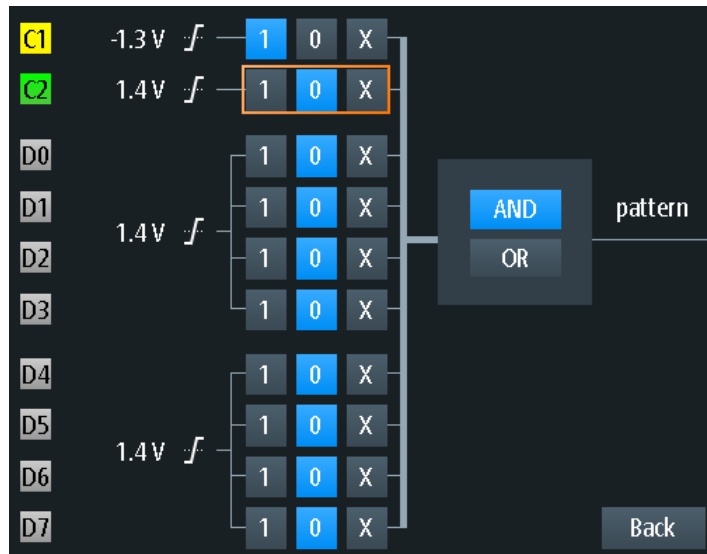 C1 -1.3 V 1 0 X
C2 1.4 V 1 0 X
D0 1 0 X
D1 1 0 X
1.4 V
D2 1 0 X
D3 1 0 X
AND
OR
pattern
D4 1 0 X
D5 1 0 X
1.4 V
D6 1 0 X
D7 1 0 X
Back